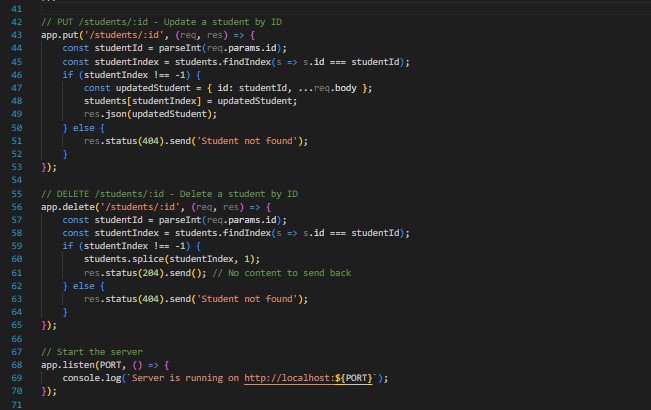 41
42 // PUT /students/:id - Update a student by ID
43 app.put('/students/:id', (req, res) => {
44     const studentId = parseInt(req.params.id);
45     const studentIndex = students.findIndex(s => s.id === studentId);
46     if (studentIndex !== -1) {
47         const updatedStudent = { id: studentId, ...req.body };
48         students[studentIndex] = updatedStudent;
49         res.json(updatedStudent);
50     } else {
51         res.status(404).send('Student not found');
52     }
53 });
54
55 // DELETE /students/:id - Delete a student by ID
56 app.delete('/students/:id', (req, res) => {
57     const studentId = parseInt(req.params.id);
58     const studentIndex = students.findIndex(s => s.id === studentId);
59     if (studentIndex !== -1) {
60         students.splice(studentIndex, 1);
61         res.status(204).send(); // No content to send back
62     } else {
63         res.status(404).send('Student not found');
64     }
65 });
66
67 // Start the server
68 app.listen(PORT, () => {
69     console.log(`Server is running on http://localhost:${PORT}`);
70 });
71